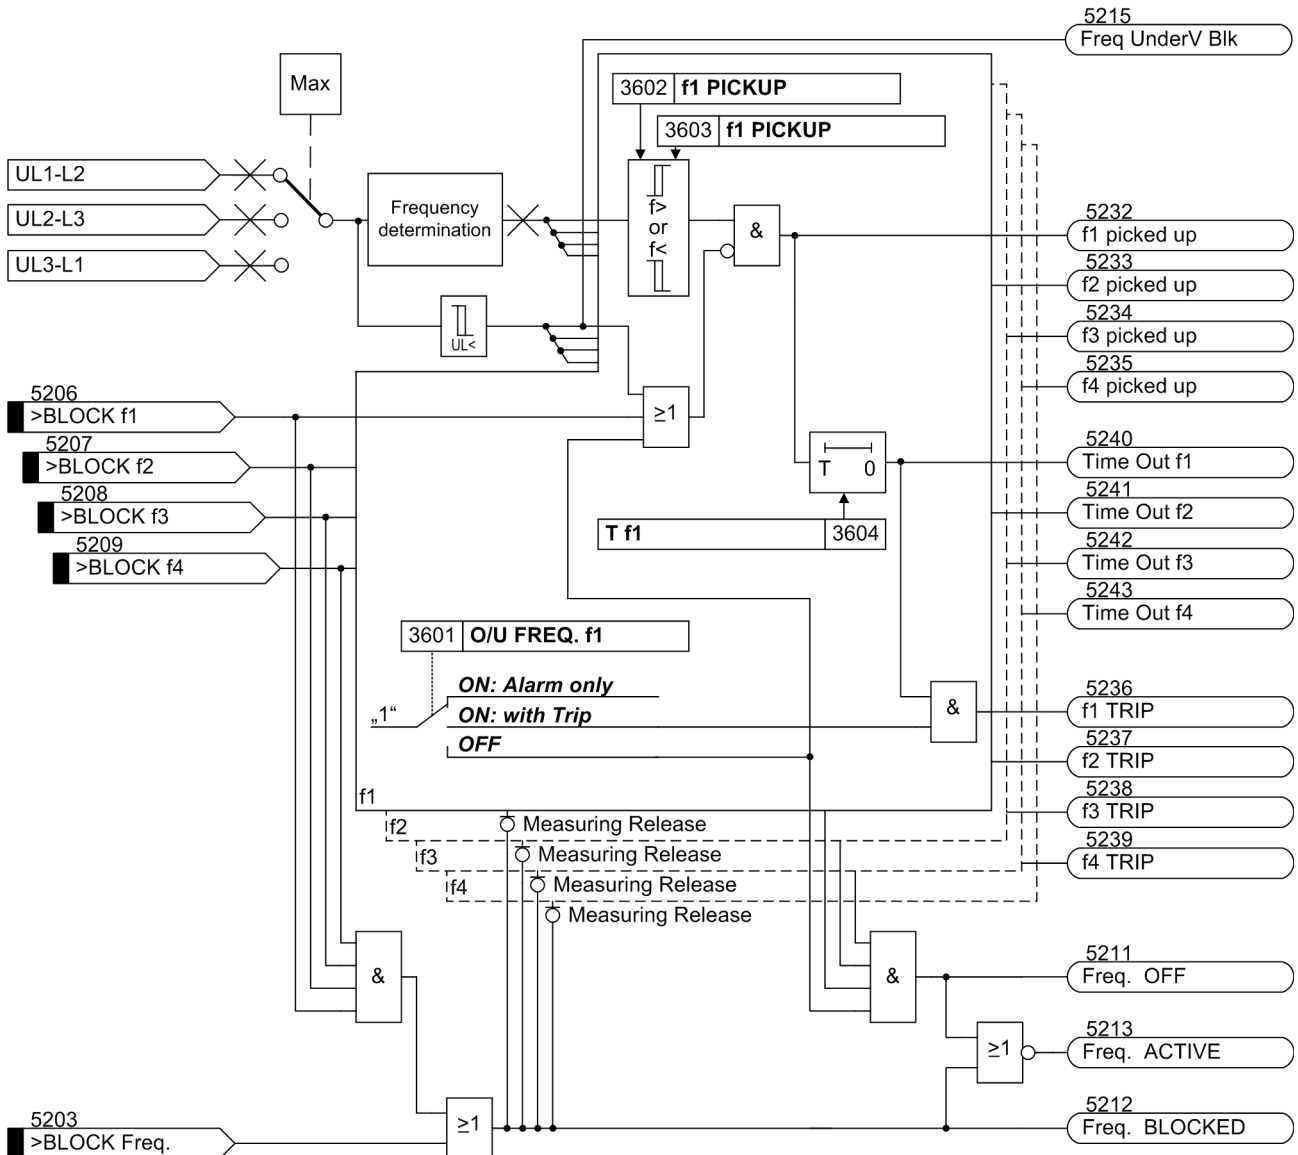 5215
Freq UnderV Blk
Max
3602 f1 PICKUP
3603 f1 PICKUP
UL1-L2
UL2-L3
UL3-L1
Frequency
determination
f>
or
f<
&
UL<
5232
f1 picked up
5233
f2 picked up
5234
f3 picked up
5235
f4 picked up
5206
>BLOCK f1
5207
>BLOCK f2
5208
>BLOCK f3
5209
>BLOCK f4
≥1
T 0
T f1 3604
5240
Time Out f1
5241
Time Out f2
5242
Time Out f3
5243
Time Out f4
3601 O/U FREQ. f1
ON: Alarm only
„1“ ON: with Trip
OFF
&
5236
f1 TRIP
5237
f2 TRIP
5238
f3 TRIP
5239
f4 TRIP
f1
f2 Measuring Release
f3 Measuring Release
f4 Measuring Release
Measuring Release
&
&
5211
Freq. OFF
≥1
5213
Freq. ACTIVE
5203
>BLOCK Freq.
≥1
5212
Freq. BLOCKED